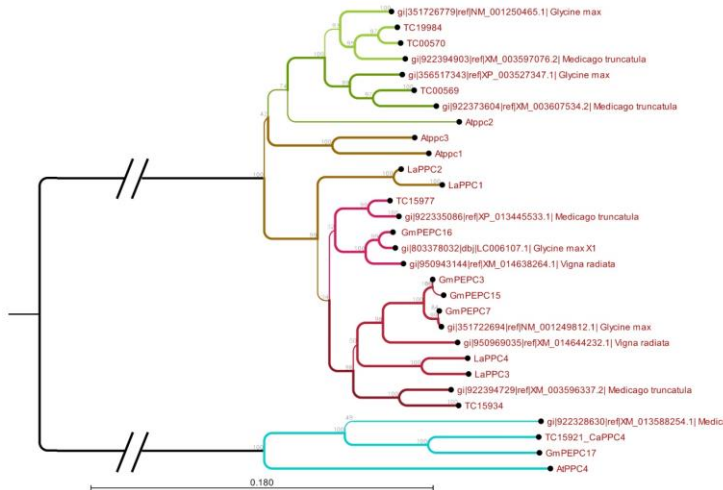 gi|351726779|ref|NM_001250465.1| Glycine max
TC19984
TC00570
gi|922394903|ref|XM_003597076.2| Medicago truncatula
gi|356517343|ref|XP_003527347.1| Glycine max
TC00569
gi|922373604|ref|XM_003607534.2| Medicago truncatula
Atppc2
Atppc3
Atppc1
LaPPC2
LaPPC1
TC15977
gi|922335086|ref|XP_013445533.1| Medicago truncatula
GmPEPC16
gi|803378032|dbj|LC006107.1| Glycine max X1
gi|950943144|ref|XM_014638264.1| Vigna radiata
GmPEPC3
GmPEPC15
GmPEPC7
gi|351722694|ref|NM_001249812.1| Glycine max
gi|950969035|ref|XM_014644232.1| Vigna radiata
LaPPC4
LaPPC3
gi|922394729|ref|XM_003596337.2| Medicago truncatula
TC15934
gi|922328630|ref|XM_013588254.1| Medic
TC15921_CaPPC4
GmPEPC17
AtPPC4
0.180